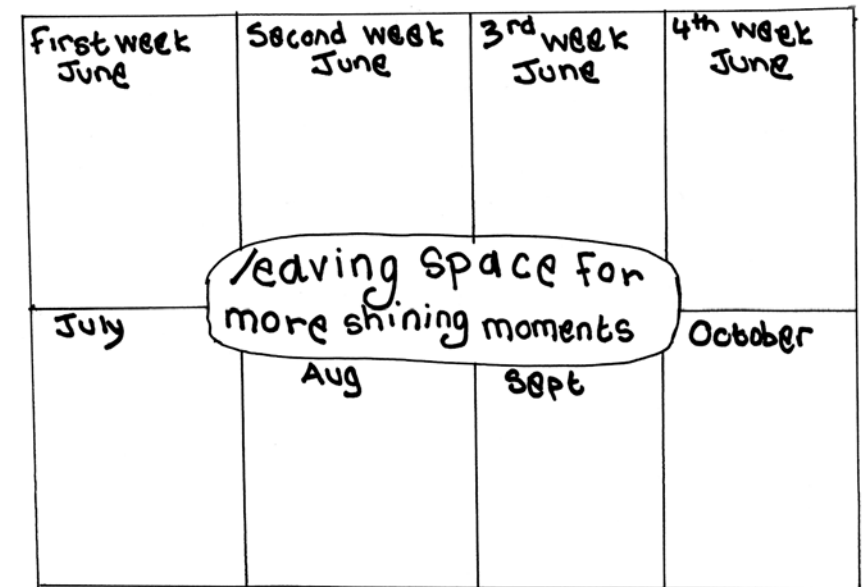 First week
June
Second week
June
3rd week
June
4th week
June
leaving space for
more shining moments
July
Aug
Sept
October